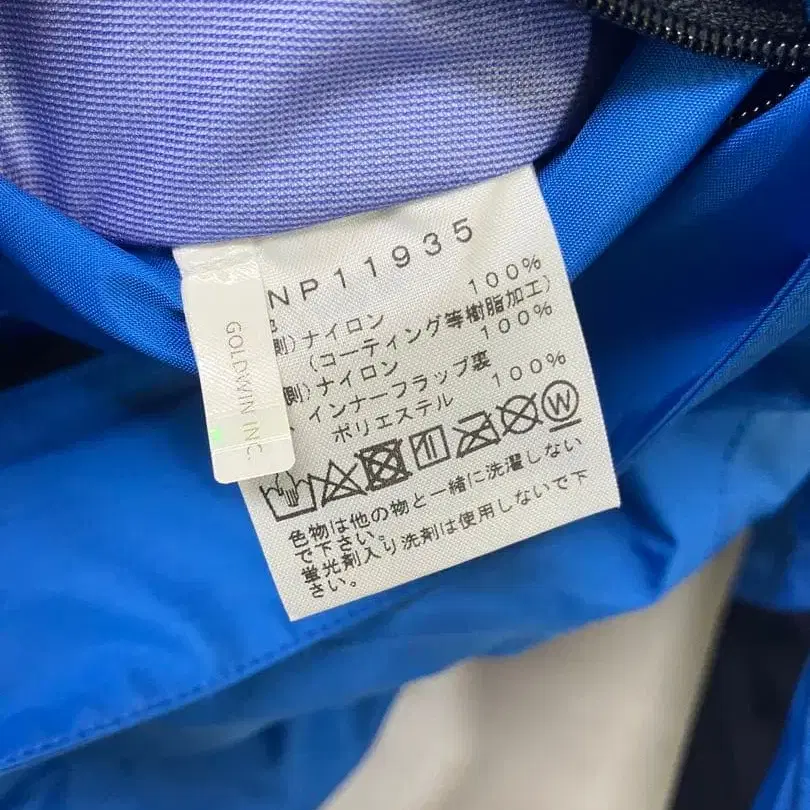 NP11935
側)ナイロン 100%
(コーティング等樹脂加工)
側)ナイロン 100%
インナーフラップ裏
ポリエステル 100%
W
色物は他の物と一緒に洗濯しない
で下さい。
蛍光剤入り洗剤は使用しないで下
さい。
GOLDWIN INC.